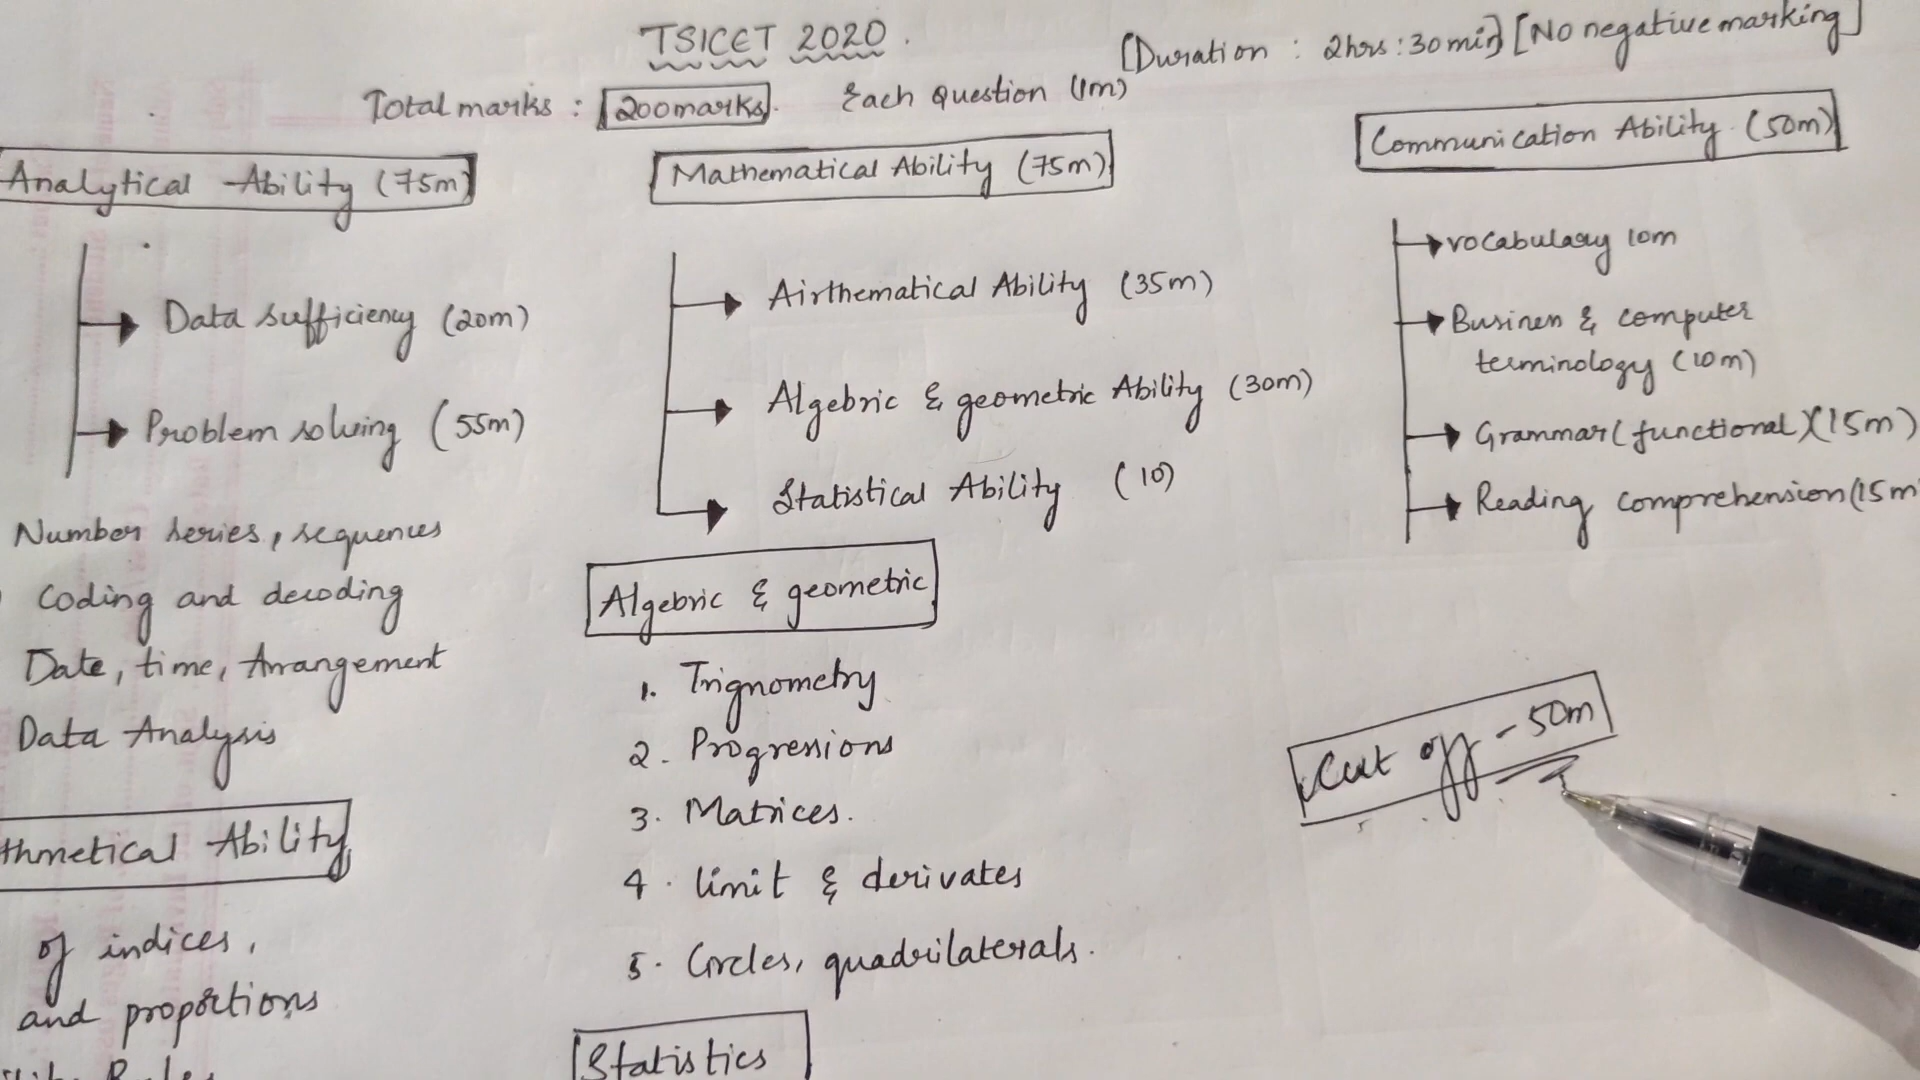 TSICET 2020.
[Duration : 2hrs:30min] [No negative marking]
Total marks : 200marks. Each question (1m)
Analytical Ability (75m)
Data sufficiency (20m)
Problem solving (55m)
Number series, sequences
Coding and decoding
Date, time, Arrangement
Data Analysis
thmetical Ability
of indices,
and proportions
Mathematical Ability (75m)
Airthematical Ability (35m)
Algebric & geometric Ability (30m)
Statistical Ability (10)
Algebric & geometric
1. Trignometry
2. Progressions
3. Matrices.
4. limit & derivates
5. Circles, quadrilaterals.
Statistics
Communication Ability (50m)
vocabulary 10m
Business & computer
terminology (10m)
Grammar (functional) (15m)
Reading comprehension (15m
Cut off - 50m